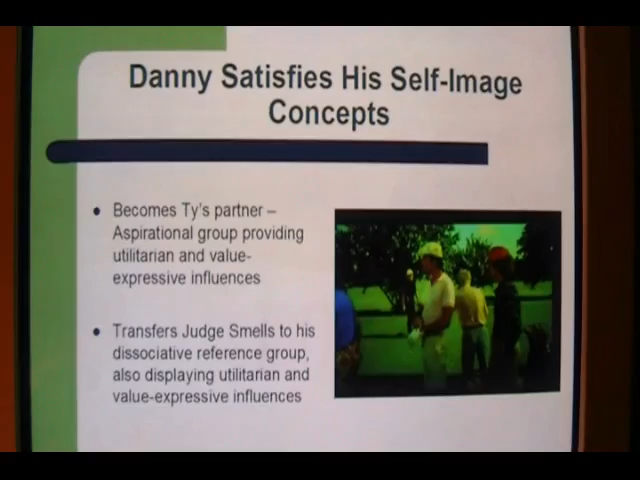 Danny Satisfies His Self-Image
Concepts
Becomes Ty's partner –
Aspirational group providing
utilitarian and value-
expressive influences
Transfers Judge Smells to his
dissociative reference group,
also displaying utilitarian and
value-expressive influences